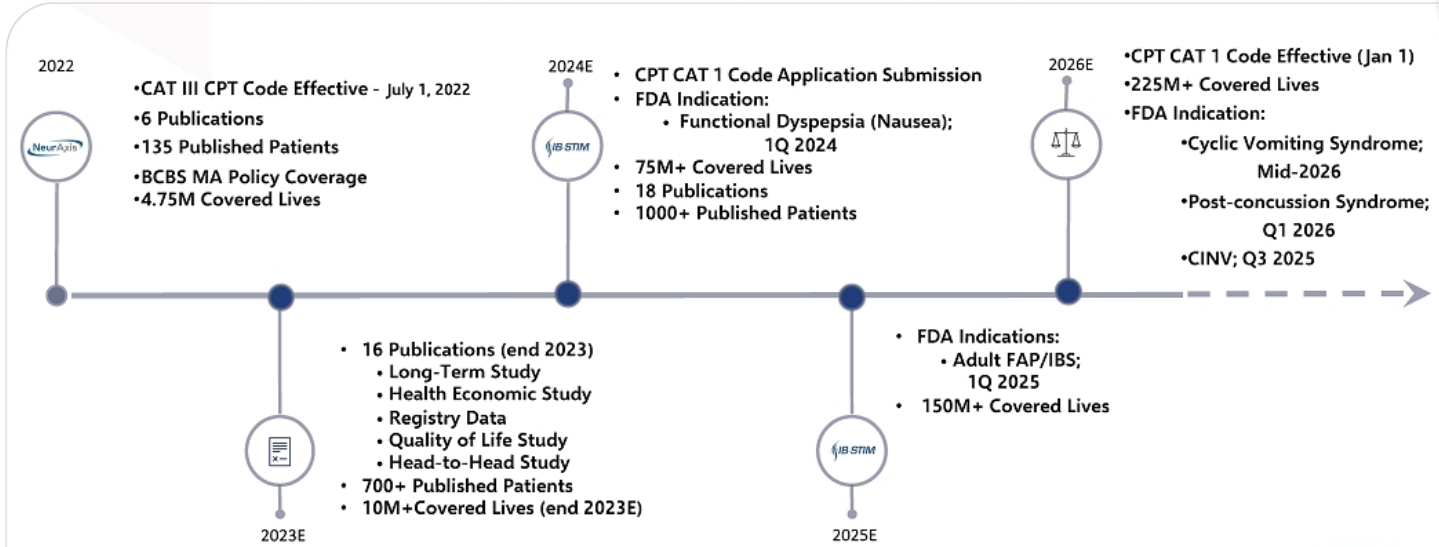 2022
NeurAxis
•CAT III CPT Code Effective - July 1, 2022
•6 Publications
•135 Published Patients
•BCBS MA Policy Coverage
•4.75M Covered Lives
2023E
• 16 Publications (end 2023)
• Long-Term Study
• Health Economic Study
• Registry Data
• Quality of Life Study
• Head-to-Head Study
• 700+ Published Patients
• 10M+Covered Lives (end 2023E)
2024E
IB-STIM
• CPT CAT 1 Code Application Submission
• FDA Indication:
• Functional Dyspepsia (Nausea);
1Q 2024
• 75M+ Covered Lives
• 18 Publications
• 1000+ Published Patients
2025E
IB-STIM
• FDA Indications:
• Adult FAP/IBS;
1Q 2025
• 150M+ Covered Lives
2026E
•CPT CAT 1 Code Effective (Jan 1)
•225M+ Covered Lives
•FDA Indication:
•Cyclic Vomiting Syndrome;
Mid-2026
•Post-concussion Syndrome;
Q1 2026
•CINV; Q3 2025